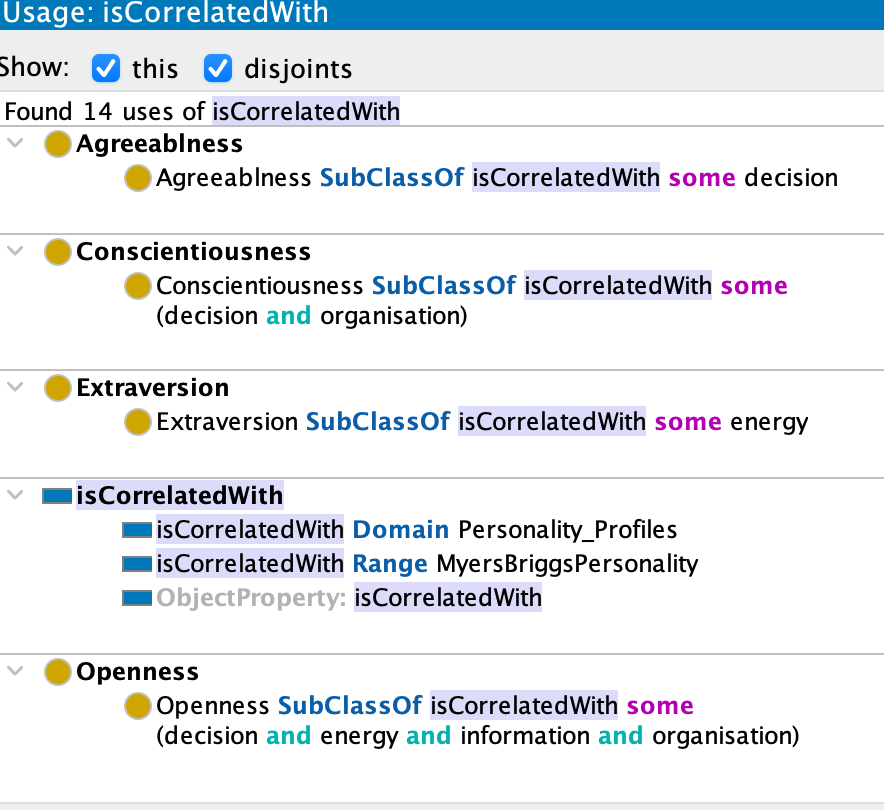 Usage: isCorrelatedWith
Show: this disjoints
Found 14 uses of isCorrelatedWith
Agreeablness
Agreeablness SubClassOf isCorrelatedWith some decision
Conscientiousness
Conscientiousness SubClassOf isCorrelatedWith some
(decision and organisation)
Extraversion
Extraversion SubClassOf isCorrelatedWith some energy
isCorrelatedWith
isCorrelatedWith Domain Personality_Profiles
isCorrelatedWith Range MyersBriggsPersonality
ObjectProperty: isCorrelatedWith
Openness
Openness SubClassOf isCorrelatedWith some
(decision and energy and information and organisation)